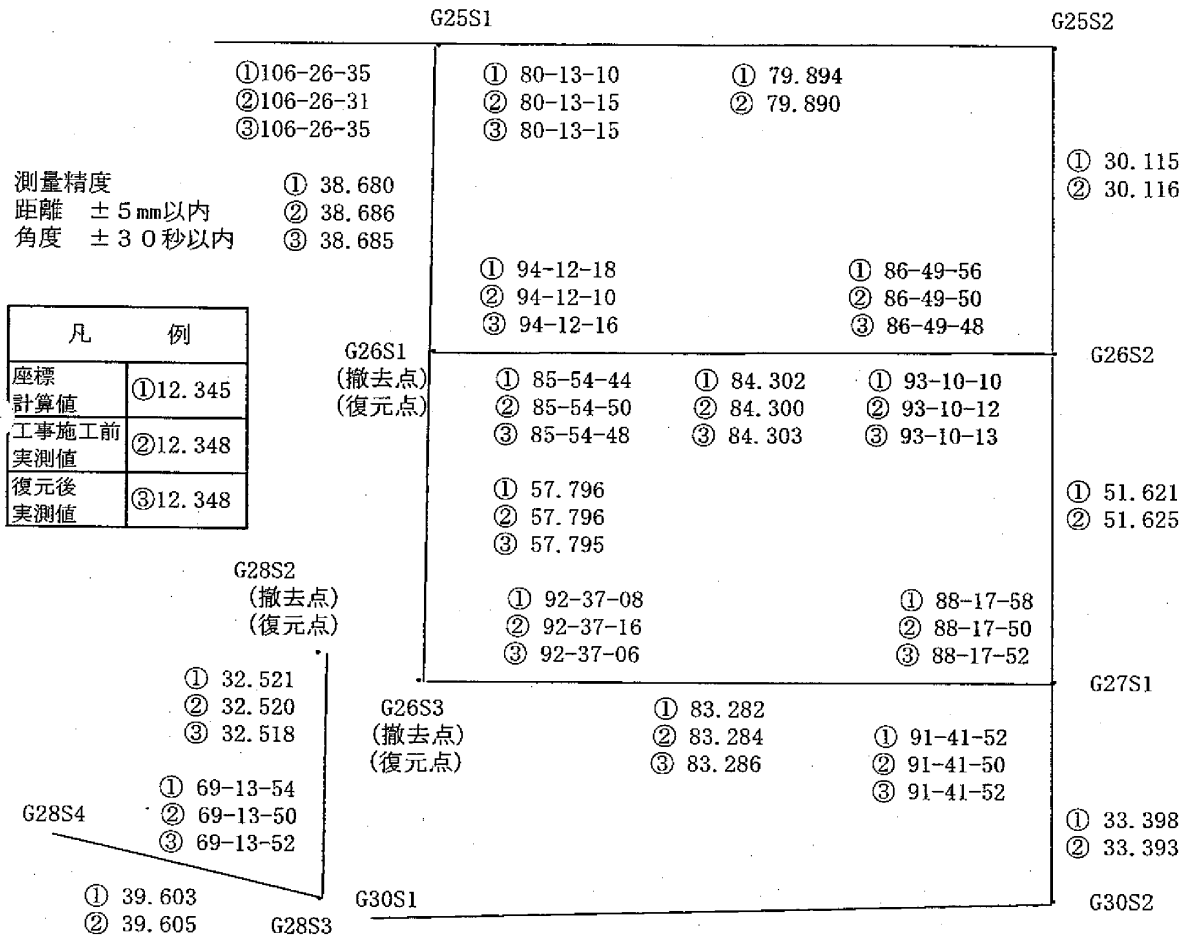 G25S1
G25S2
①106-26-35
②106-26-31
③106-26-35
① 80-13-10
② 80-13-15
③ 80-13-15
① 79.894
② 79.890
① 30.115
② 30.116
測量精度
距離 ±5mm以内
角度 ±30秒以内
① 38.680
② 38.686
③ 38.685
① 94-12-18
② 94-12-10
③ 94-12-16
① 86-49-56
② 86-49-50
③ 86-49-48
凡 例
座標
計算値
①12.345
工事施工前
実測値
②12.348
復元後
実測値
③12.348
G26S1
(撤去点)
(復元点)
G26S2
① 85-54-44
② 85-54-50
③ 85-54-48
① 84.302
② 84.300
③ 84.303
① 93-10-10
② 93-10-12
③ 93-10-13
① 57.796
② 57.796
③ 57.795
① 51.621
② 51.625
G28S2
(撤去点)
(復元点)
① 92-37-08
② 92-37-16
③ 92-37-06
① 88-17-58
② 88-17-50
③ 88-17-52
① 32.521
② 32.520
③ 32.518
G26S3
(撤去点)
(復元点)
G27S1
① 83.282
② 83.284
③ 83.286
① 91-41-52
② 91-41-50
③ 91-41-52
① 69-13-54
② 69-13-50
③ 69-13-52
G28S4
① 33.398
② 33.393
① 39.603
② 39.605
G28S3
G30S1
G30S2